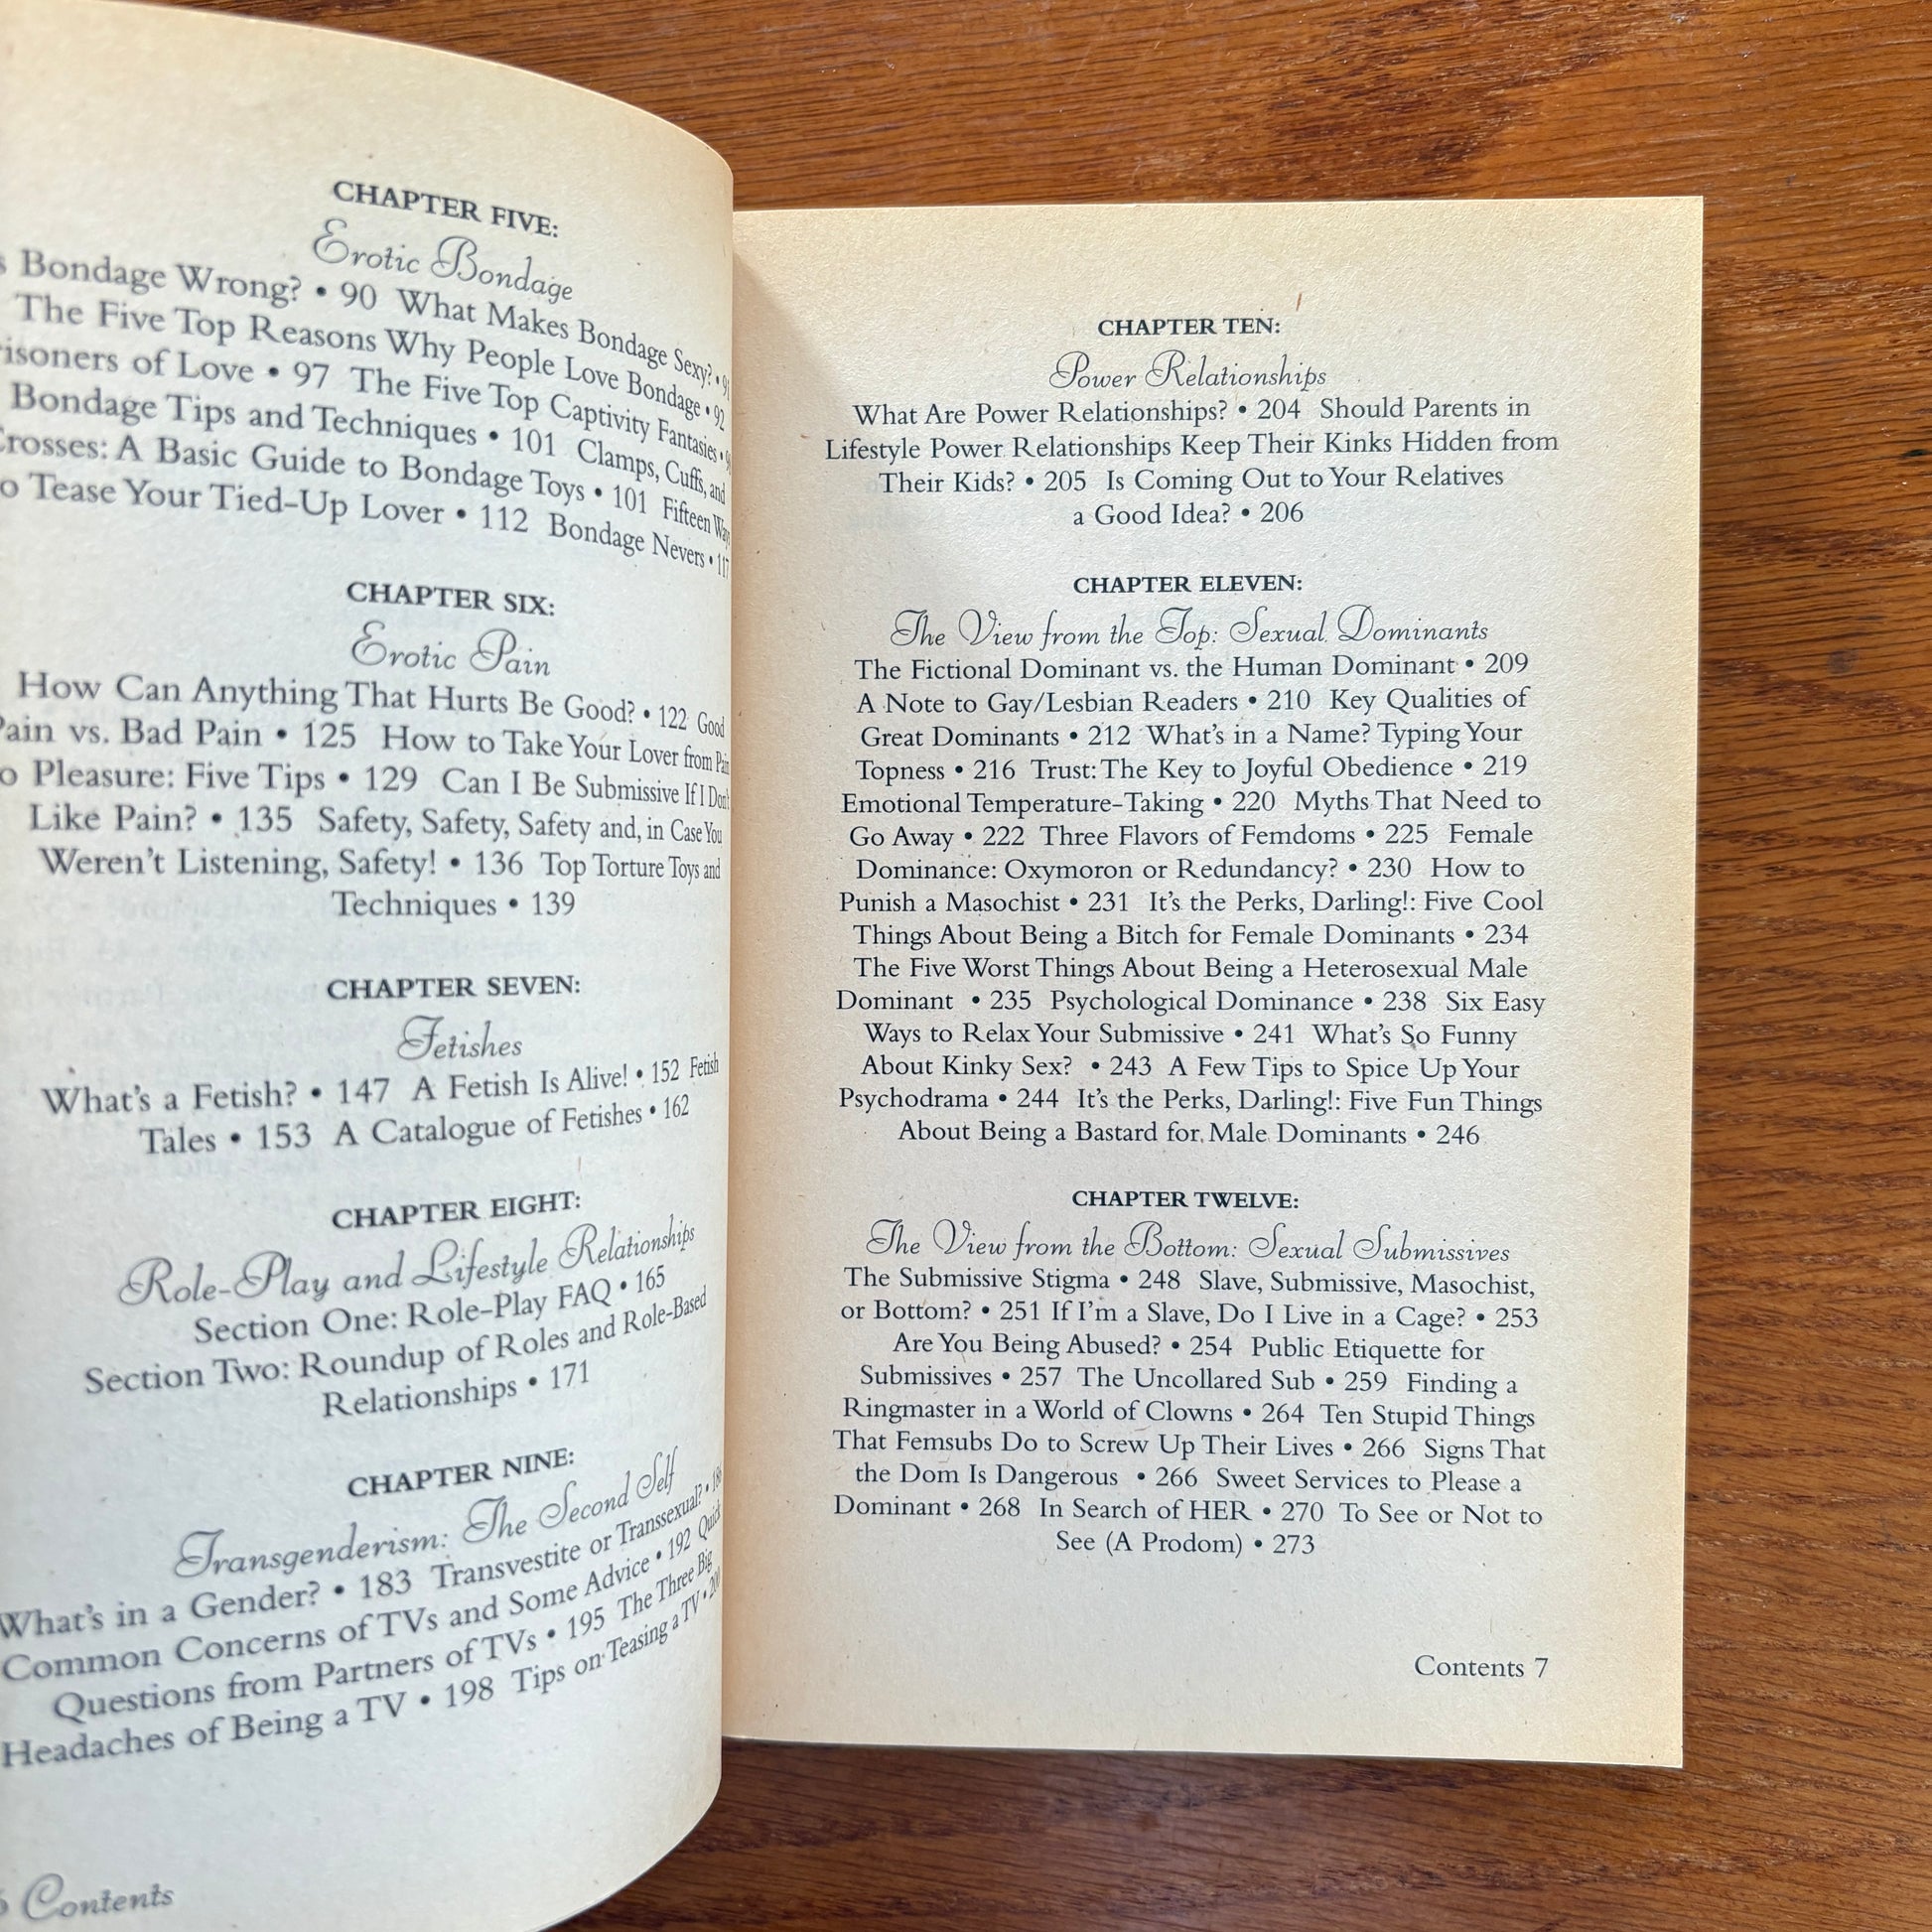 CHAPTER FIVE:
Erotic Bondage
Bondage Wrong? • 90 What Makes Bondage Sexy? • 91
The Five Top Reasons Why People Love Bondage • 92
of Love • 97 The Five Top Captivity Fantasies •
Bondage Tips and Techniques • 101 Clamps, Cuffs, and
Crosses: A Basic Guide to Bondage Toys • 101 Fifteen Ways
Tease Your Tied-Up Lover • 112 Bondage Nevers • 117
CHAPTER SIX:
Erotic Pain
How Can Anything That Hurts Be Good? • 122 Good
Pain vs. Bad Pain • 125 How to Take Your Lover from Pain
Pleasure: Five Tips • 129 Can I Be Submissive If I Don't
Like Pain? • 135 Safety, Safety, Safety and, in Case You
Weren't Listening, Safety! • 136 Top Torture Toys and
Techniques • 139
CHAPTER SEVEN:
Fetishes
What's a Fetish? • 147 A Fetish Is Alive! • 152 Fetish
Tales • 153 A Catalogue of Fetishes • 162
CHAPTER EIGHT:
Role-Play and Lifestyle Relationships
Section One: Role-Play FAQ • 165
Section Two: Roundup of Roles and Role-Based
Relationships • 171
CHAPTER NINE:
Transgenderism: The Second Self
What's in a Gender? • 183 Transvestite or Transsexual? •
Common Concerns of TVs and Some Advice • 192 Quick
Questions from Partners of TVs • 195 The Three Big
Headaches of Being a TV • 198 Tips on Teasing a TV • 200
Contents
CHAPTER TEN:
Power Relationships
What Are Power Relationships? • 204 Should Parents in
Lifestyle Power Relationships Keep Their Kinks Hidden from
Their Kids? • 205 Is Coming Out to Your Relatives
a Good Idea? • 206
CHAPTER ELEVEN:
The View from the Top: Sexual Dominants
The Fictional Dominant vs. the Human Dominant • 209
A Note to Gay/Lesbian Readers • 210 Key Qualities of
Great Dominants • 212 What's in a Name? Typing Your
Topness • 216 Trust: The Key to Joyful Obedience • 219
Emotional Temperature-Taking • 220 Myths That Need to
Go Away • 222 Three Flavors of Femdoms • 225 Female
Dominance: Oxymoron or Redundancy? • 230 How to
Punish a Masochist • 231 It's the Perks, Darling!: Five Cool
Things About Being a Bitch for Female Dominants • 234
The Five Worst Things About Being a Heterosexual Male
Dominant • 235 Psychological Dominance • 238 Six Easy
Ways to Relax Your Submissive • 241 What's So Funny
About Kinky Sex? • 243 A Few Tips to Spice Up Your
Psychodrama • 244 It's the Perks, Darling!: Five Fun Things
About Being a Bastard for Male Dominants • 246
CHAPTER TWELVE:
The View from the Bottom: Sexual Submissives
The Submissive Stigma • 248 Slave, Submissive, Masochist,
or Bottom? • 251 If I'm a Slave, Do I Live in a Cage? • 253
Are You Being Abused? • 254 Public Etiquette for
Submissives • 257 The Uncollared Sub • 259 Finding a
Ringmaster in a World of Clowns • 264 Ten Stupid Things
That Femsubs Do to Screw Up Their Lives • 266 Signs That
the Dom Is Dangerous • 266 Sweet Services to Please a
Dominant • 268 In Search of HER • 270 To See or Not to
See (A Prodom) • 273
Contents 7